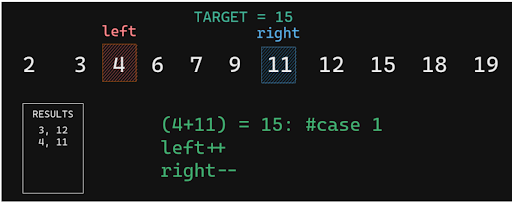 TARGET = 15
left right
2 3 4 6 7 9 11 12 15 18 19
RESULTS
3, 12
4, 11
(4+11) = 15: #case 1
left++
right--